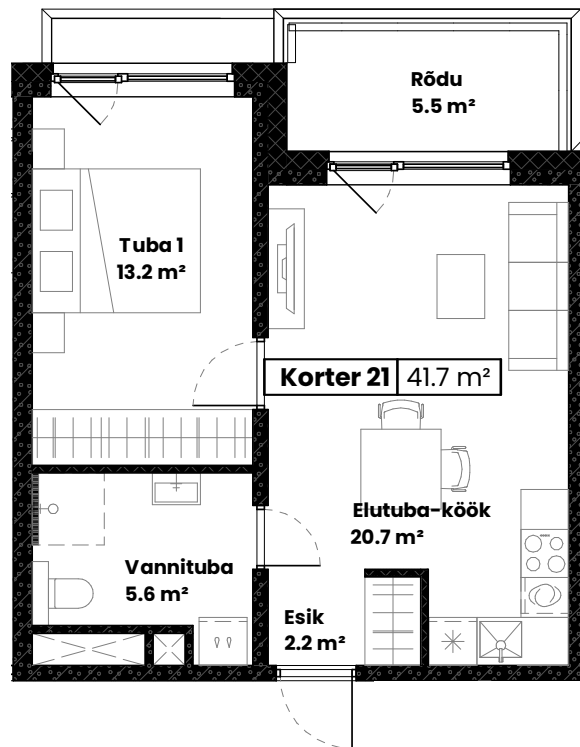 Rõdu
5.5 m²
Tuba 1
13.2 m²
Korter 21 41.7 m²
Elutuba-köök
20.7 m²
Vannituba
5.6 m²
Esik
2.2 m²